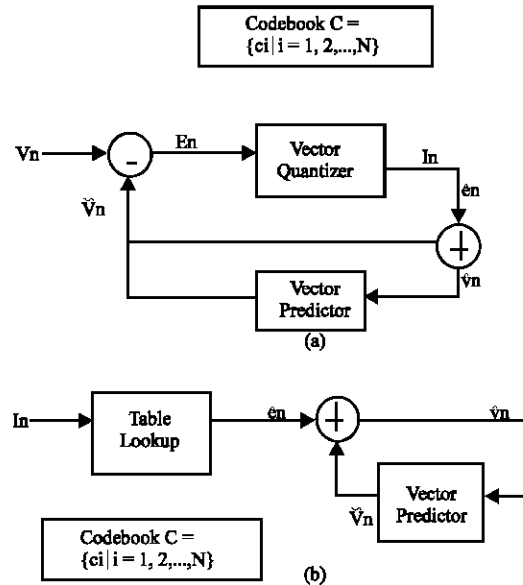 Codebook C =
{ci|i = 1, 2,...,N}
Vn
-
En
Vector
Quantizer
In
ên
V̌n
+
v̂n
Vector
Predictor
(a)
In
Table
Lookup
ên
+
v̂n
V̌n
Vector
Predictor
Codebook C =
{ci|i = 1, 2,...,N}
(b)